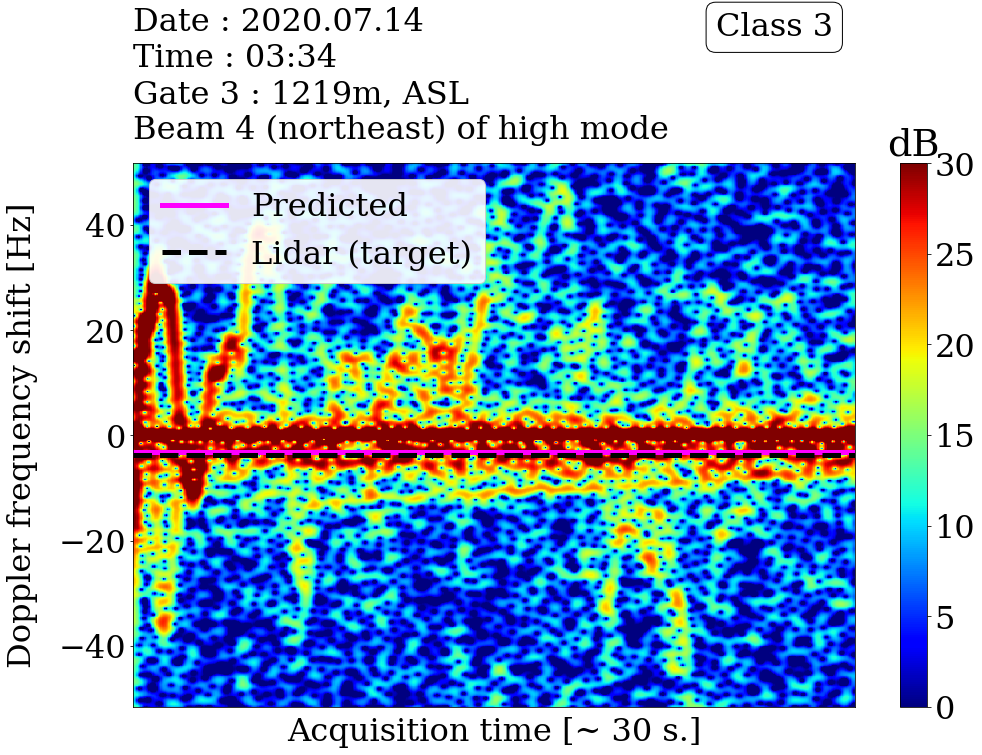 Date : 2020.07.14
Time : 03:34
Gate 3 : 1219m, ASL
Beam 4 (northeast) of high mode
Class 3
dB
Predicted
Lidar (target)
Doppler frequency shift [Hz]
40
20
0
−20
−40
30
25
20
15
10
5
0
Acquisition time [~ 30 s.]